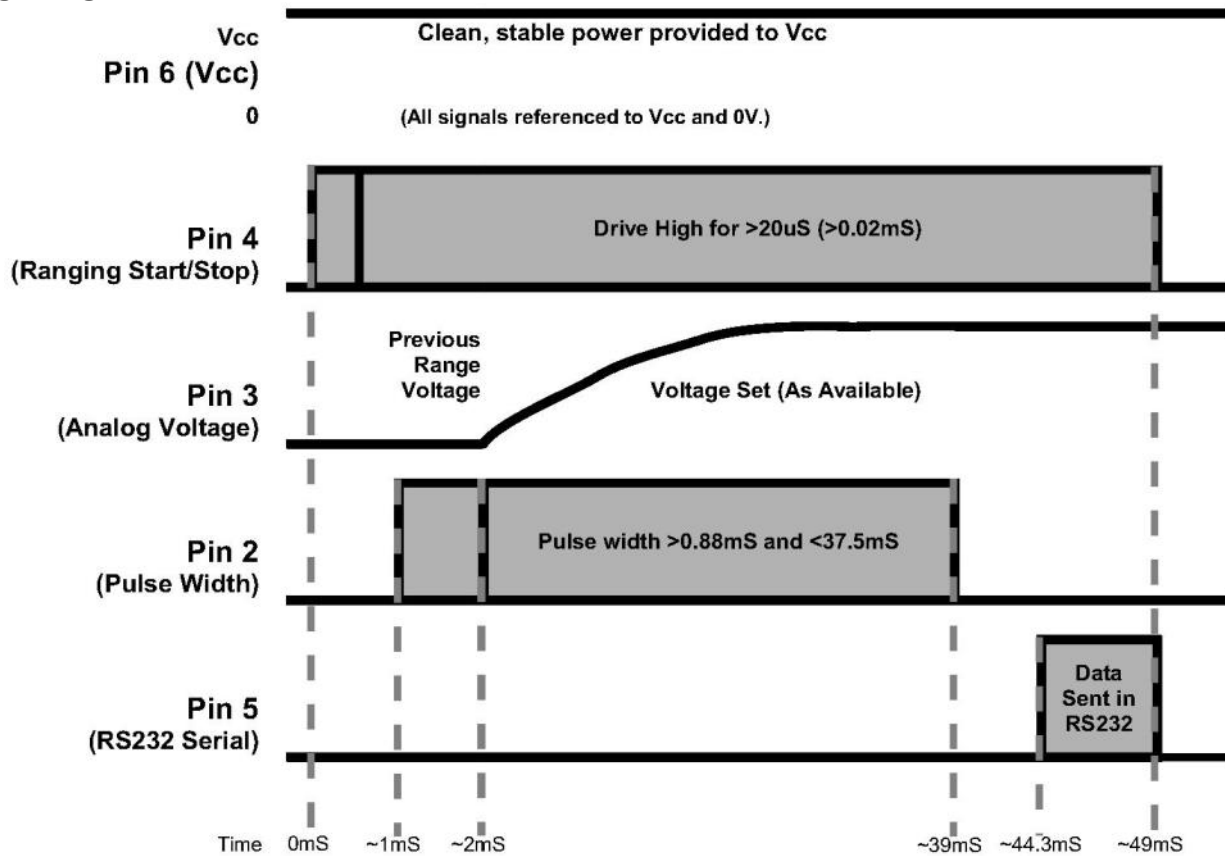 Vcc
Clean, stable power provided to Vcc
Pin 6 (Vcc)
0
(All signals referenced to Vcc and 0V.)
Drive High for >20uS (>0.02mS)
Pin 4
(Ranging Start/Stop)
Previous
Range
Voltage
Voltage Set (As Available)
Pin 3
(Analog Voltage)
Pulse width >0.88mS and <37.5mS
Pin 2
(Pulse Width)
Data
Sent in
RS232
Pin 5
(RS232 Serial)
Time 0mS ~1mS ~2mS ~39mS ~44.3mS ~49mS